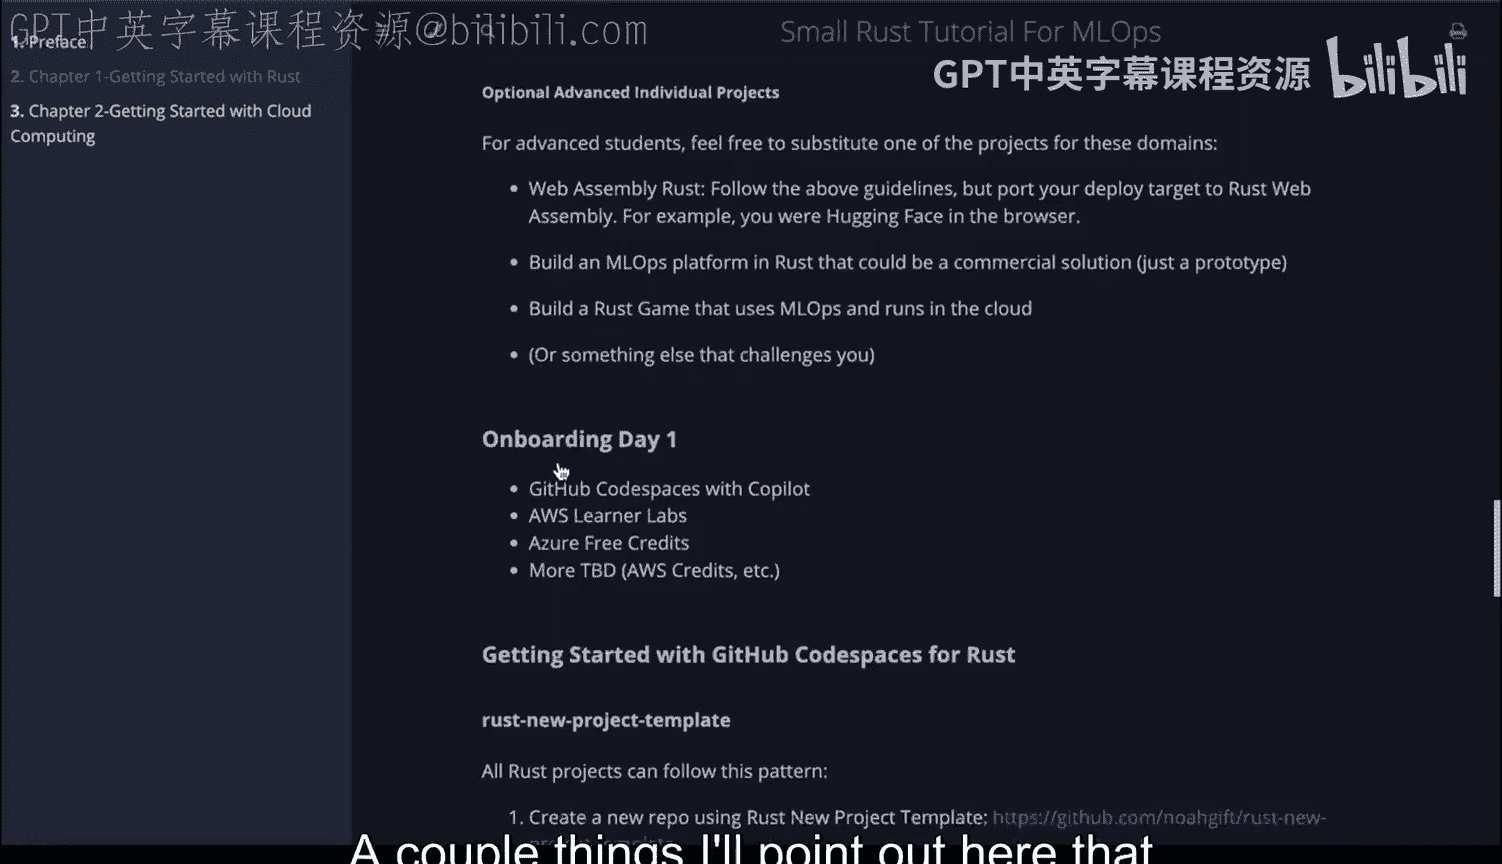 GPT中英字幕课程资源@bilibili.com
Small Rust Tutorial For MLOps
GPT中英字幕课程资源 bilibili
1. Preface
2. Chapter 1-Getting Started with Rust
3. Chapter 2-Getting Started with Cloud
Computing
Optional Advanced Individual Projects
For advanced students, feel free to substitute one of the projects for these domains:
• Web Assembly Rust: Follow the above guidelines, but port your deploy target to Rust Web
Assembly. For example, you were Hugging Face in the browser.
• Build an MLOps platform in Rust that could be a commercial solution (just a prototype)
• Build a Rust Game that uses MLOps and runs in the cloud
• (Or something else that challenges you)
Onboarding Day 1
• GitHub Codespaces with Copilot
• AWS Learner Labs
• Azure Free Credits
• More TBD (AWS Credits, etc.)
Getting Started with GitHub Codespaces for Rust
rust-new-project-template
All Rust projects can follow this pattern:
1. Create a new repo using Rust New Project Template: https://github.com/noahgift/rust-new-
A couple things I'll point out here that